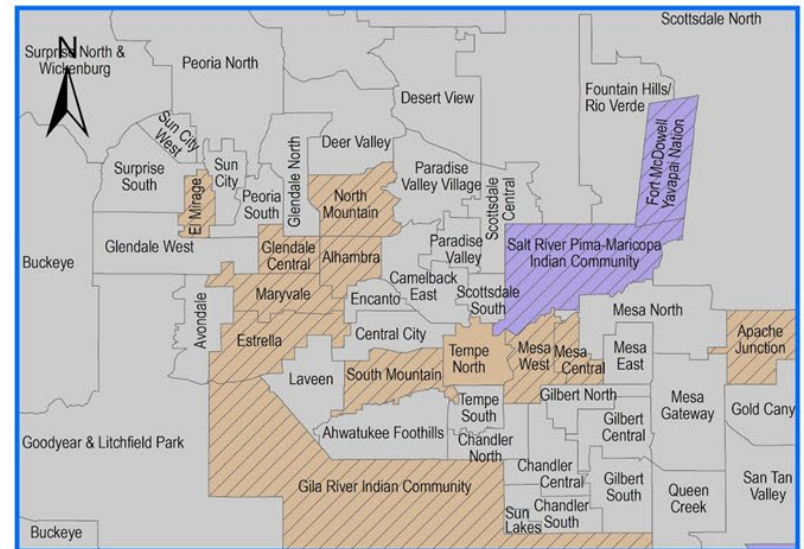 Scottsdale North
N
Surprise North &
Wickenburg
Peoria North
Desert View
Fountain Hills/
Rio Verde
Sun City
West
Deer Valley
Fort McDowell
Yavapai Nation
Surprise
South
Sun
City
Glendale North
Paradise
Valley Village
Scottsdale
Central
El Mirage
Peoria
South
North
Mountain
Glendale West
Glendale
Central
Alhambra
Paradise
Valley
Salt River Pima-Maricopa
Indian Community
Buckeye
Camelback
East
Scottsdale
South
Maryvale
Encanto
Mesa North
Avondale
Estrella
Central City
Apache
Junction
Tempe
North
Mesa
West
Mesa
Central
Mesa
East
Laveen
South Mountain
Gilbert North
Mesa
Gateway
Tempe
South
Gold Cany
Goodyear & Litchfield Park
Ahwatukee Foothills
Chandler
North
Gilbert
Central
Chandler
Central
Gila River Indian Community
Gilbert
South
Queen
Creek
San Tan
Valley
Sun
Lakes
Chandler
South
Buckeye